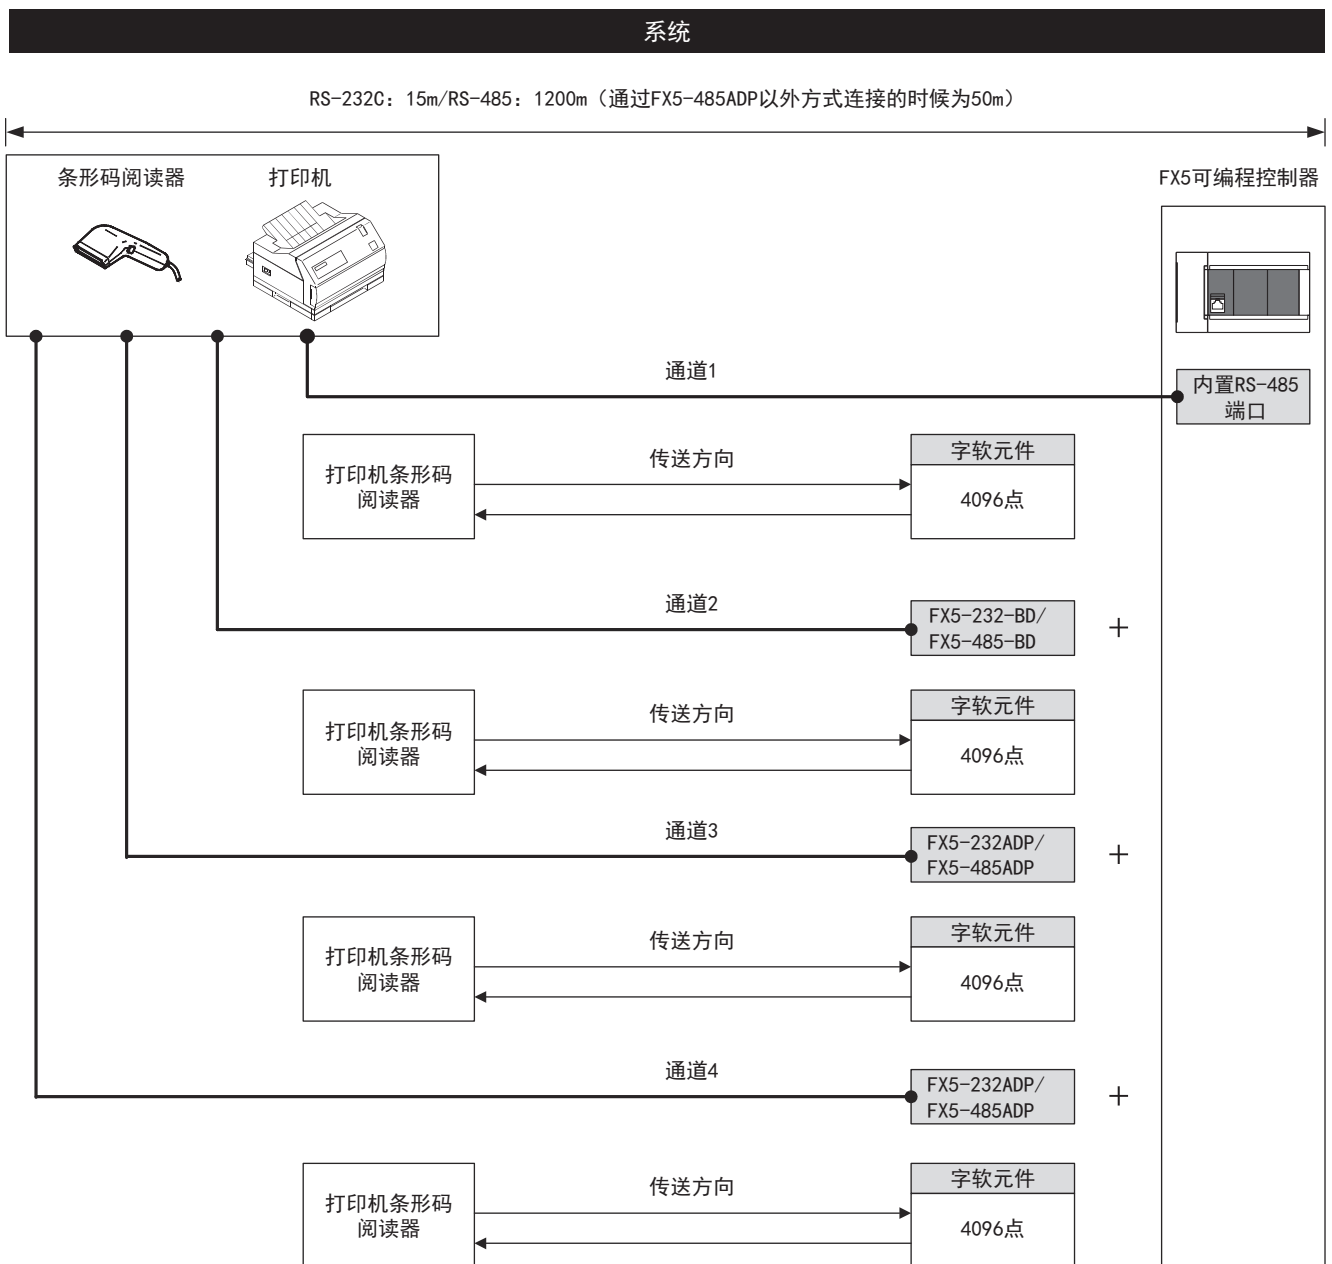 系统
RS-232C：15m/RS-485：1200m（通过FX5-485ADP以外方式连接的时候为50m）
条形码阅读器
打印机
FX5可编程控制器
通道1
内置RS-485
端口
打印机条形码
阅读器
传送方向
字软元件
4096点
通道2
FX5-232-BD/
FX5-485-BD
+
打印机条形码
阅读器
传送方向
字软元件
4096点
通道3
FX5-232ADP/
FX5-485ADP
+
打印机条形码
阅读器
传送方向
字软元件
4096点
通道4
FX5-232ADP/
FX5-485ADP
+
打印机条形码
阅读器
传送方向
字软元件
4096点